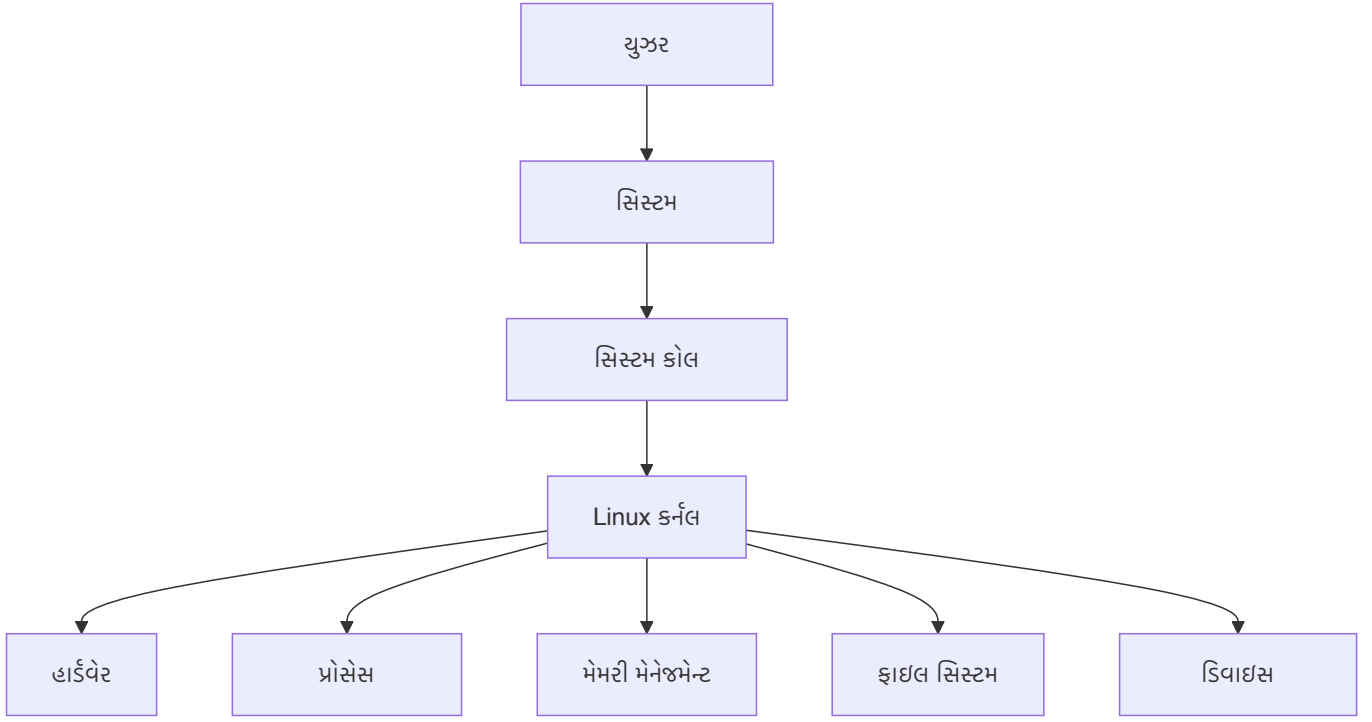 યુઝર
સિસ્ટમ
સિસ્ટમ કોલ
Linux કર્નલ
હાર્ડવેર
પ્રોસેસ
મેમરી મેનેજમેન્ટ
ફાઇલ સિસ્ટમ
ડિવાઇસ